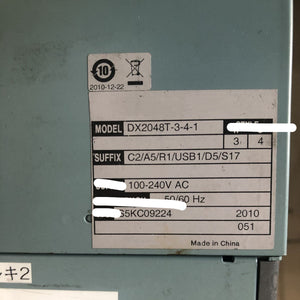 10
2010-12-22
MODEL DX2048T-3-4-1
3 4
SUFFIX C2/A5/R1/USB1/D5/S17
100-240V AC
50/60 Hz
S5KC09224 2010
051
Made in China
キ2